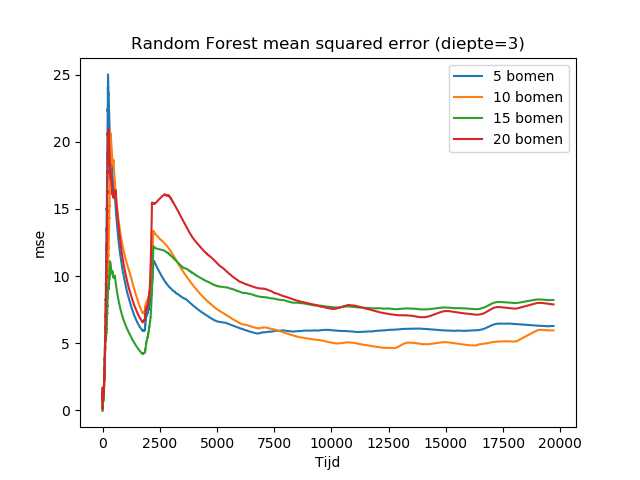 Random Forest mean squared error (diepte=3)
25
20
15
10
5
0
mse
5 bomen
10 bomen
15 bomen
20 bomen
0 2500 5000 7500 10000 12500 15000 17500 20000
Tijd